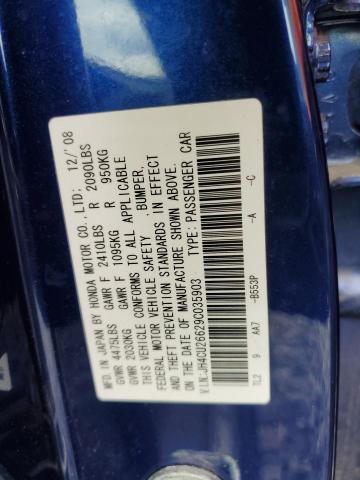 MFD. IN JAPAN BY HONDA MOTOR CO., LTD: 12/'08
GVWR 4475LBS GAWR F 2410LBS R 2090LBS
GVWR 2030KG GAWR F 1095KG R 950KG
THIS VEHICLE CONFORMS TO ALL APPLICABLE
FEDERAL MOTOR VEHICLE SAFETY , BUMPER,
AND THEFT PREVENTION STANDARDS IN EFFECT
ON THE DATE OF MANUFACTURE SHOWN ABOVE.
V.I.N:JH4CU26629C035903 TYPE: PASSENGER CAR
TL2 9 AA7 -B553P -A -C